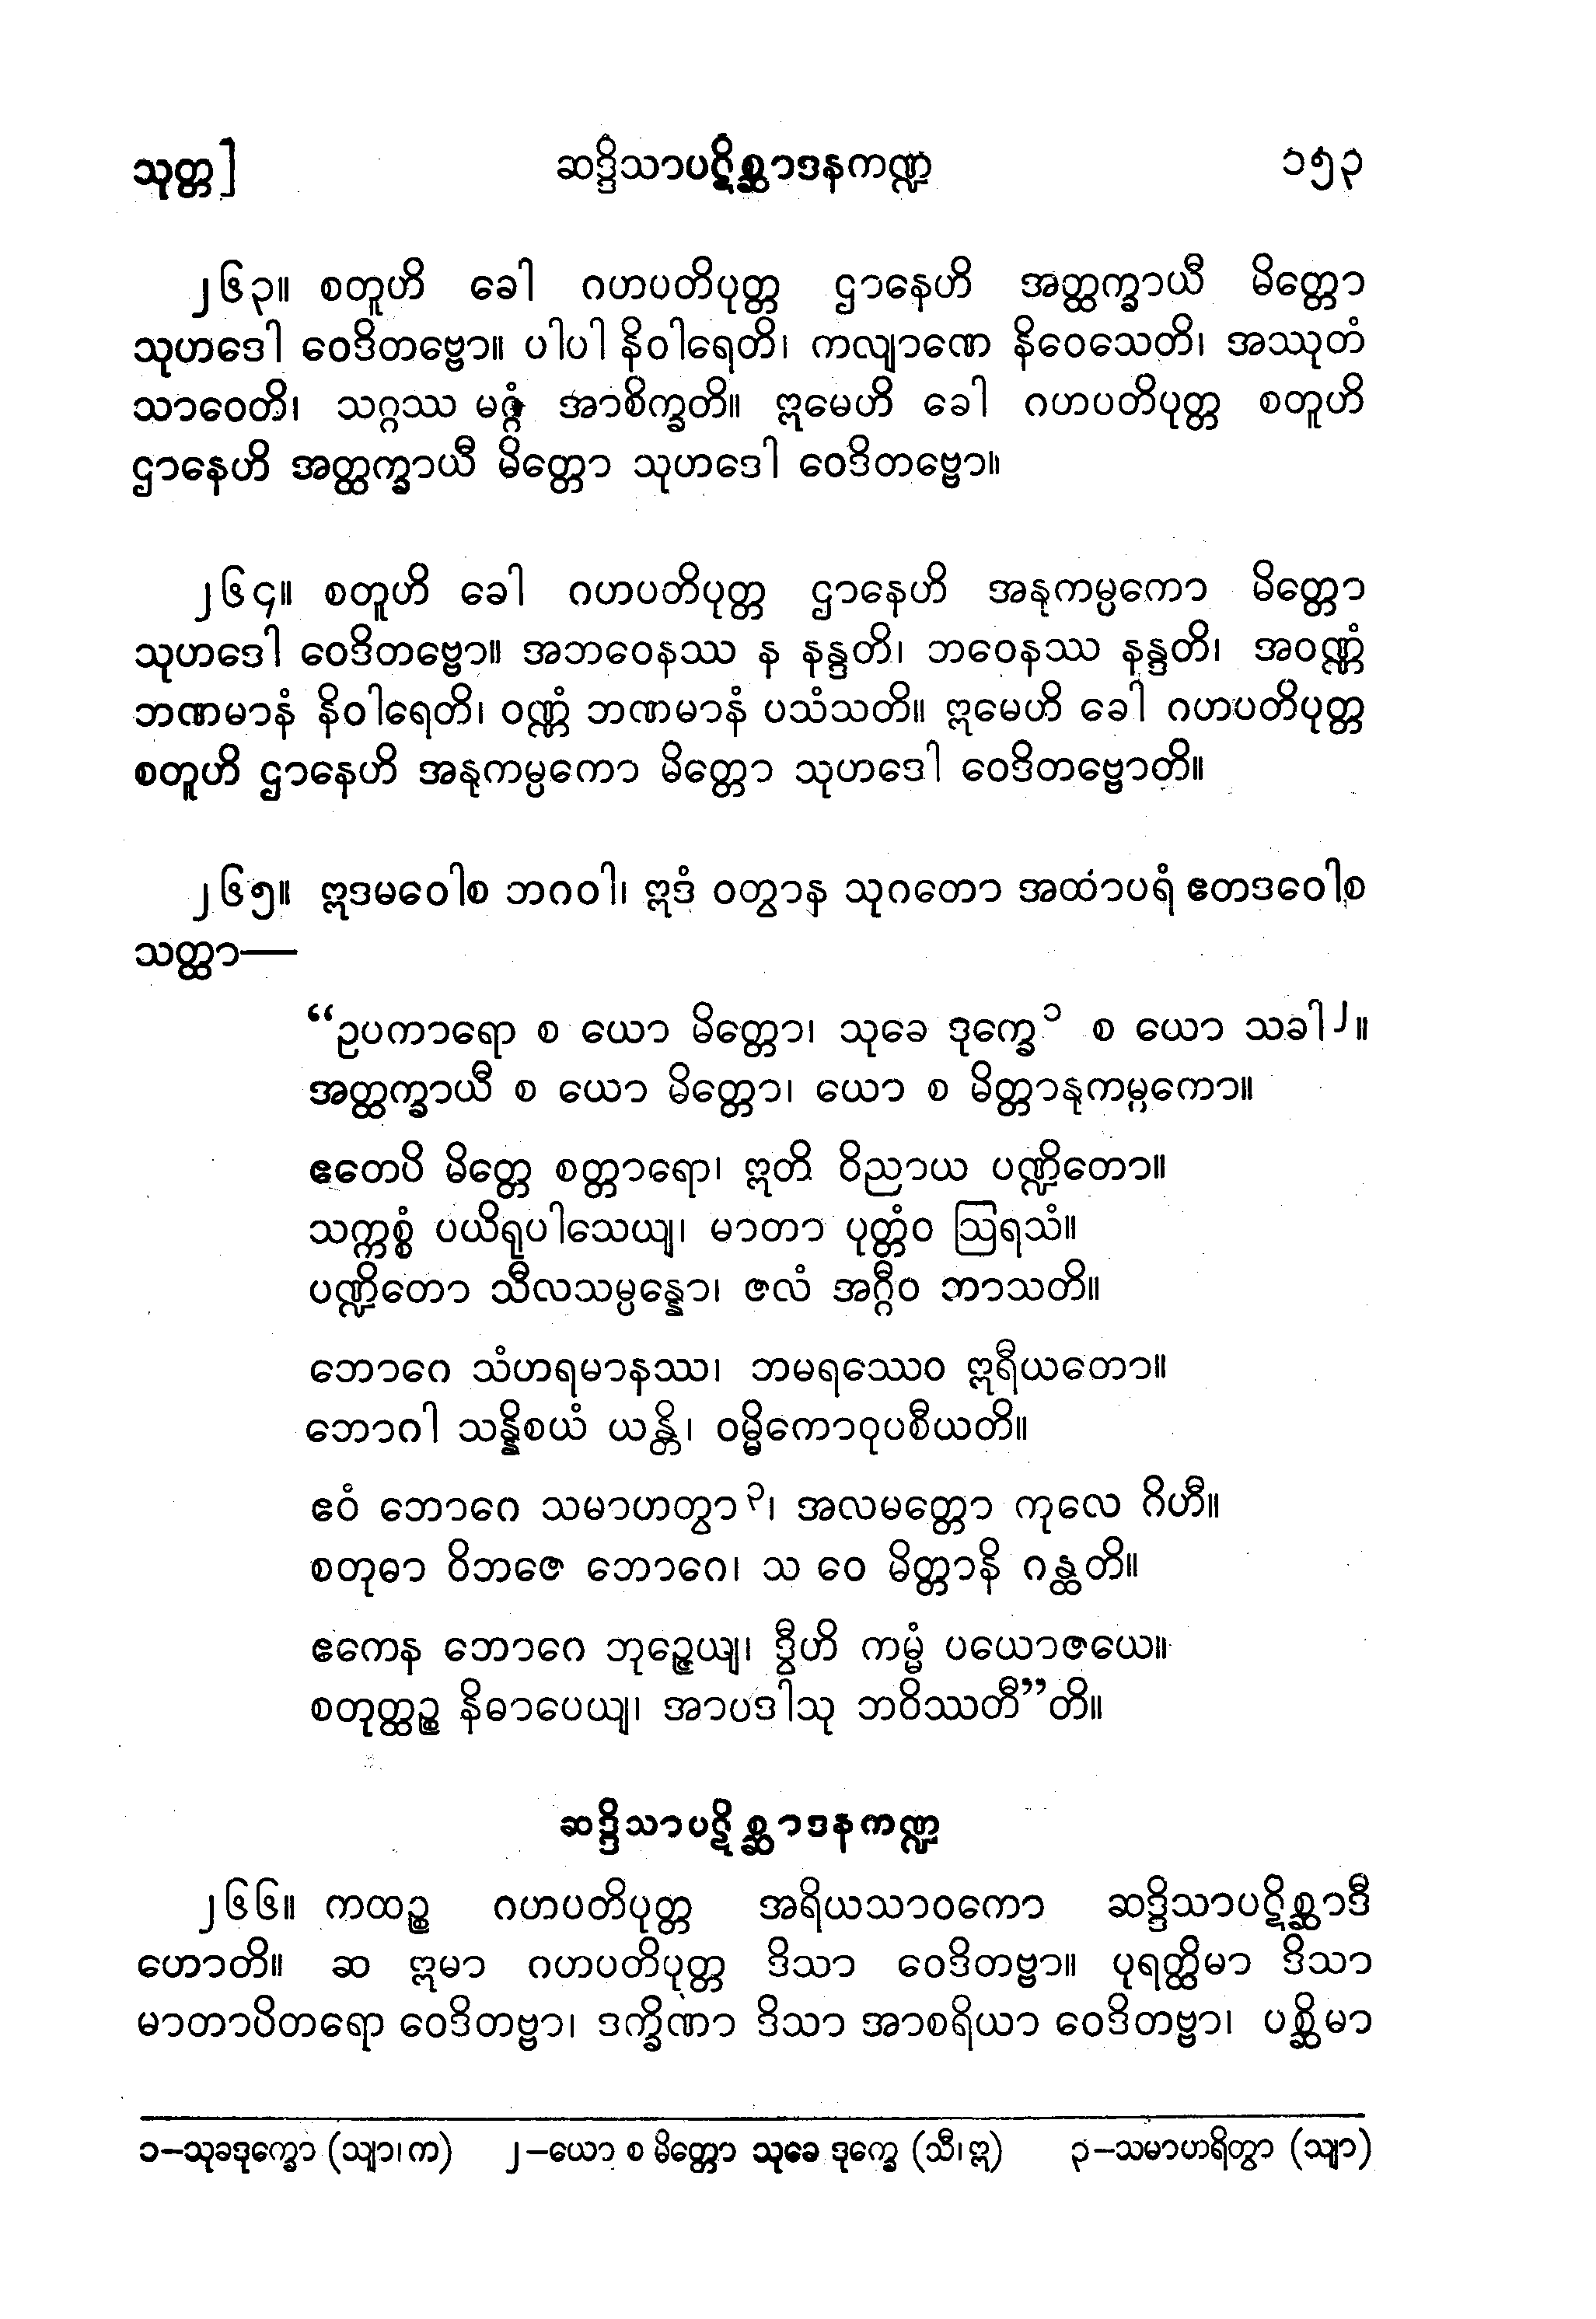 သုတ္တ]	ဆဒ္ဒိသာပဋိစ္ဆာဒနကဏ္ဍ	၁၅၃
၂၆၃။ စတူဟိ ခေါ ဂဟပတိပုတ္တ ဌာနေဟိ အတ္ထက္ခာယီ မိတ္တော
သုဟဒေါ ဝေဒိတဗ္ဗော။ ပါပါ နိဝါရေတိ၊ ကလျာဏေ နိဝေသေတိ၊ အဿုတံ
သာဝေတိ၊ သဂ္ဂဿ မဂ္ဂံ အာစိက္ခတိ။ ဣမေဟိ ခေါ ဂဟပတိပုတ္တ စတူဟိ
ဌာနေဟိ အတ္ထက္ခာယီ မိတ္တော သုဟဒေါ ဝေဒိတဗ္ဗော။
၂၆၄။ စတူဟိ ခေါ ဂဟပတိပုတ္တ ဌာနေဟိ အနုကမ္ပကော မိတ္တော
သုဟဒေါ ဝေဒိတဗ္ဗော။ အဘဝေနဿ န နန္ဒတိ၊ ဘဝေနဿ နန္ဒတိ၊ အဝဏ္ဏံ
ဘဏမာနံ နိဝါရေတိ၊ ဝဏ္ဏံ ဘဏမာနံ ပသံသတိ။ ဣမေဟိ ခေါ ဂဟပတိပုတ္တ
စတူဟိ ဌာနေဟိ အနုကမ္ပကော မိတ္တော သုဟဒေါ ဝေဒိတဗ္ဗောတိ။
၂၆၅။ ဣဒမဝေါစ ဘဂဝါ၊ ဣဒံ ဝတွာန သုဂတော အထာပရံ ဧတဒဝေါစ
သတ္ထာ—
“ဥပကာရော စ ယော မိတ္တော၊ သုခေ ဒုက္ခေ၁ စ ယော သခါ၂။
အတ္ထက္ခာယီ စ ယော မိတ္တော၊ ယော စ မိတ္တာနုကမ္ပကော။
ဧတေပိ မိတ္တေ စတ္တာရော၊ ဣတိ ဝိညာယ ပဏ္ဍိတော။
သက္ကစ္စံ ပယိရုပါသေယျ၊ မာတာ ပုတ္တံဝ ဩရသံ။
ပဏ္ဍိတော သီလသမ္ပန္နော၊ ဇလံ အဂ္ဂီဝ ဘာသတိ။
ဘောဂေ သံဟရမာနဿ၊ ဘမရဿေဝ ဣရီယတော။
ဘောဂါ သန္နိစယံ ယန္တိ၊ ဝမ္မိကောဝုပစီယတိ။
ဧဝံ ဘောဂေ သမာဟတွာ၃၊ အလမတ္တော ကုလေ ဂိဟီ။
စတုဓာ ဝိဘဇေ ဘောဂေ၊ သ ဝေ မိတ္တာနိ ဂန္ထတိ။
ဧကေန ဘောဂေ ဘုဉ္ဇေယျ၊ ဒွီဟိ ကမ္မံ ပယောဇယေ။
စတုတ္ထဉ္စ နိဓာပေယျ၊ အာပဒါသု ဘဝိဿတီ”တိ။
ဆဒ္ဒိသာပဋိစ္ဆာဒနကဏ္ဍ
၂၆၆။ ကထဉ္စ ဂဟပတိပုတ္တ အရိယသာဝကော ဆဒ္ဒိသာပဋိစ္ဆာဒီ
ဟောတိ။ ဆ ဣမာ ဂဟပတိပုတ္တ ဒိသာ ဝေဒိတဗ္ဗာ။ ပုရတ္ထိမာ ဒိသာ
မာတာပိတရော ဝေဒိတဗ္ဗာ၊ ဒက္ခိဏာ ဒိသာ အာစရိယာ ဝေဒိတဗ္ဗာ၊ ပစ္ဆိမာ
၁–သုခဒုက္ခော (သျာ၊က)	၂–ယော စ မိတ္တော သုခေ ဒုက္ခေ (သီ၊ဣ)	၃–သမာဟရိတွာ (သျာ)